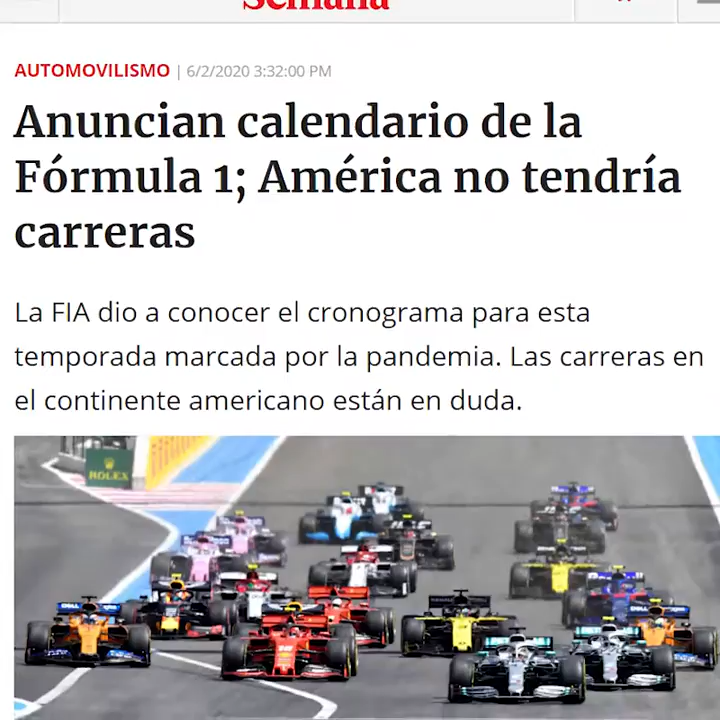 Semana
AUTOMOVILISMO | 6/2/2020 3:32:00 PM
Anuncian calendario de la
Fórmula 1; América no tendría
carreras
La FIA dio a conocer el cronograma para esta
temporada marcada por la pandemia. Las carreras en
el continente americano están en duda.
ROLEX